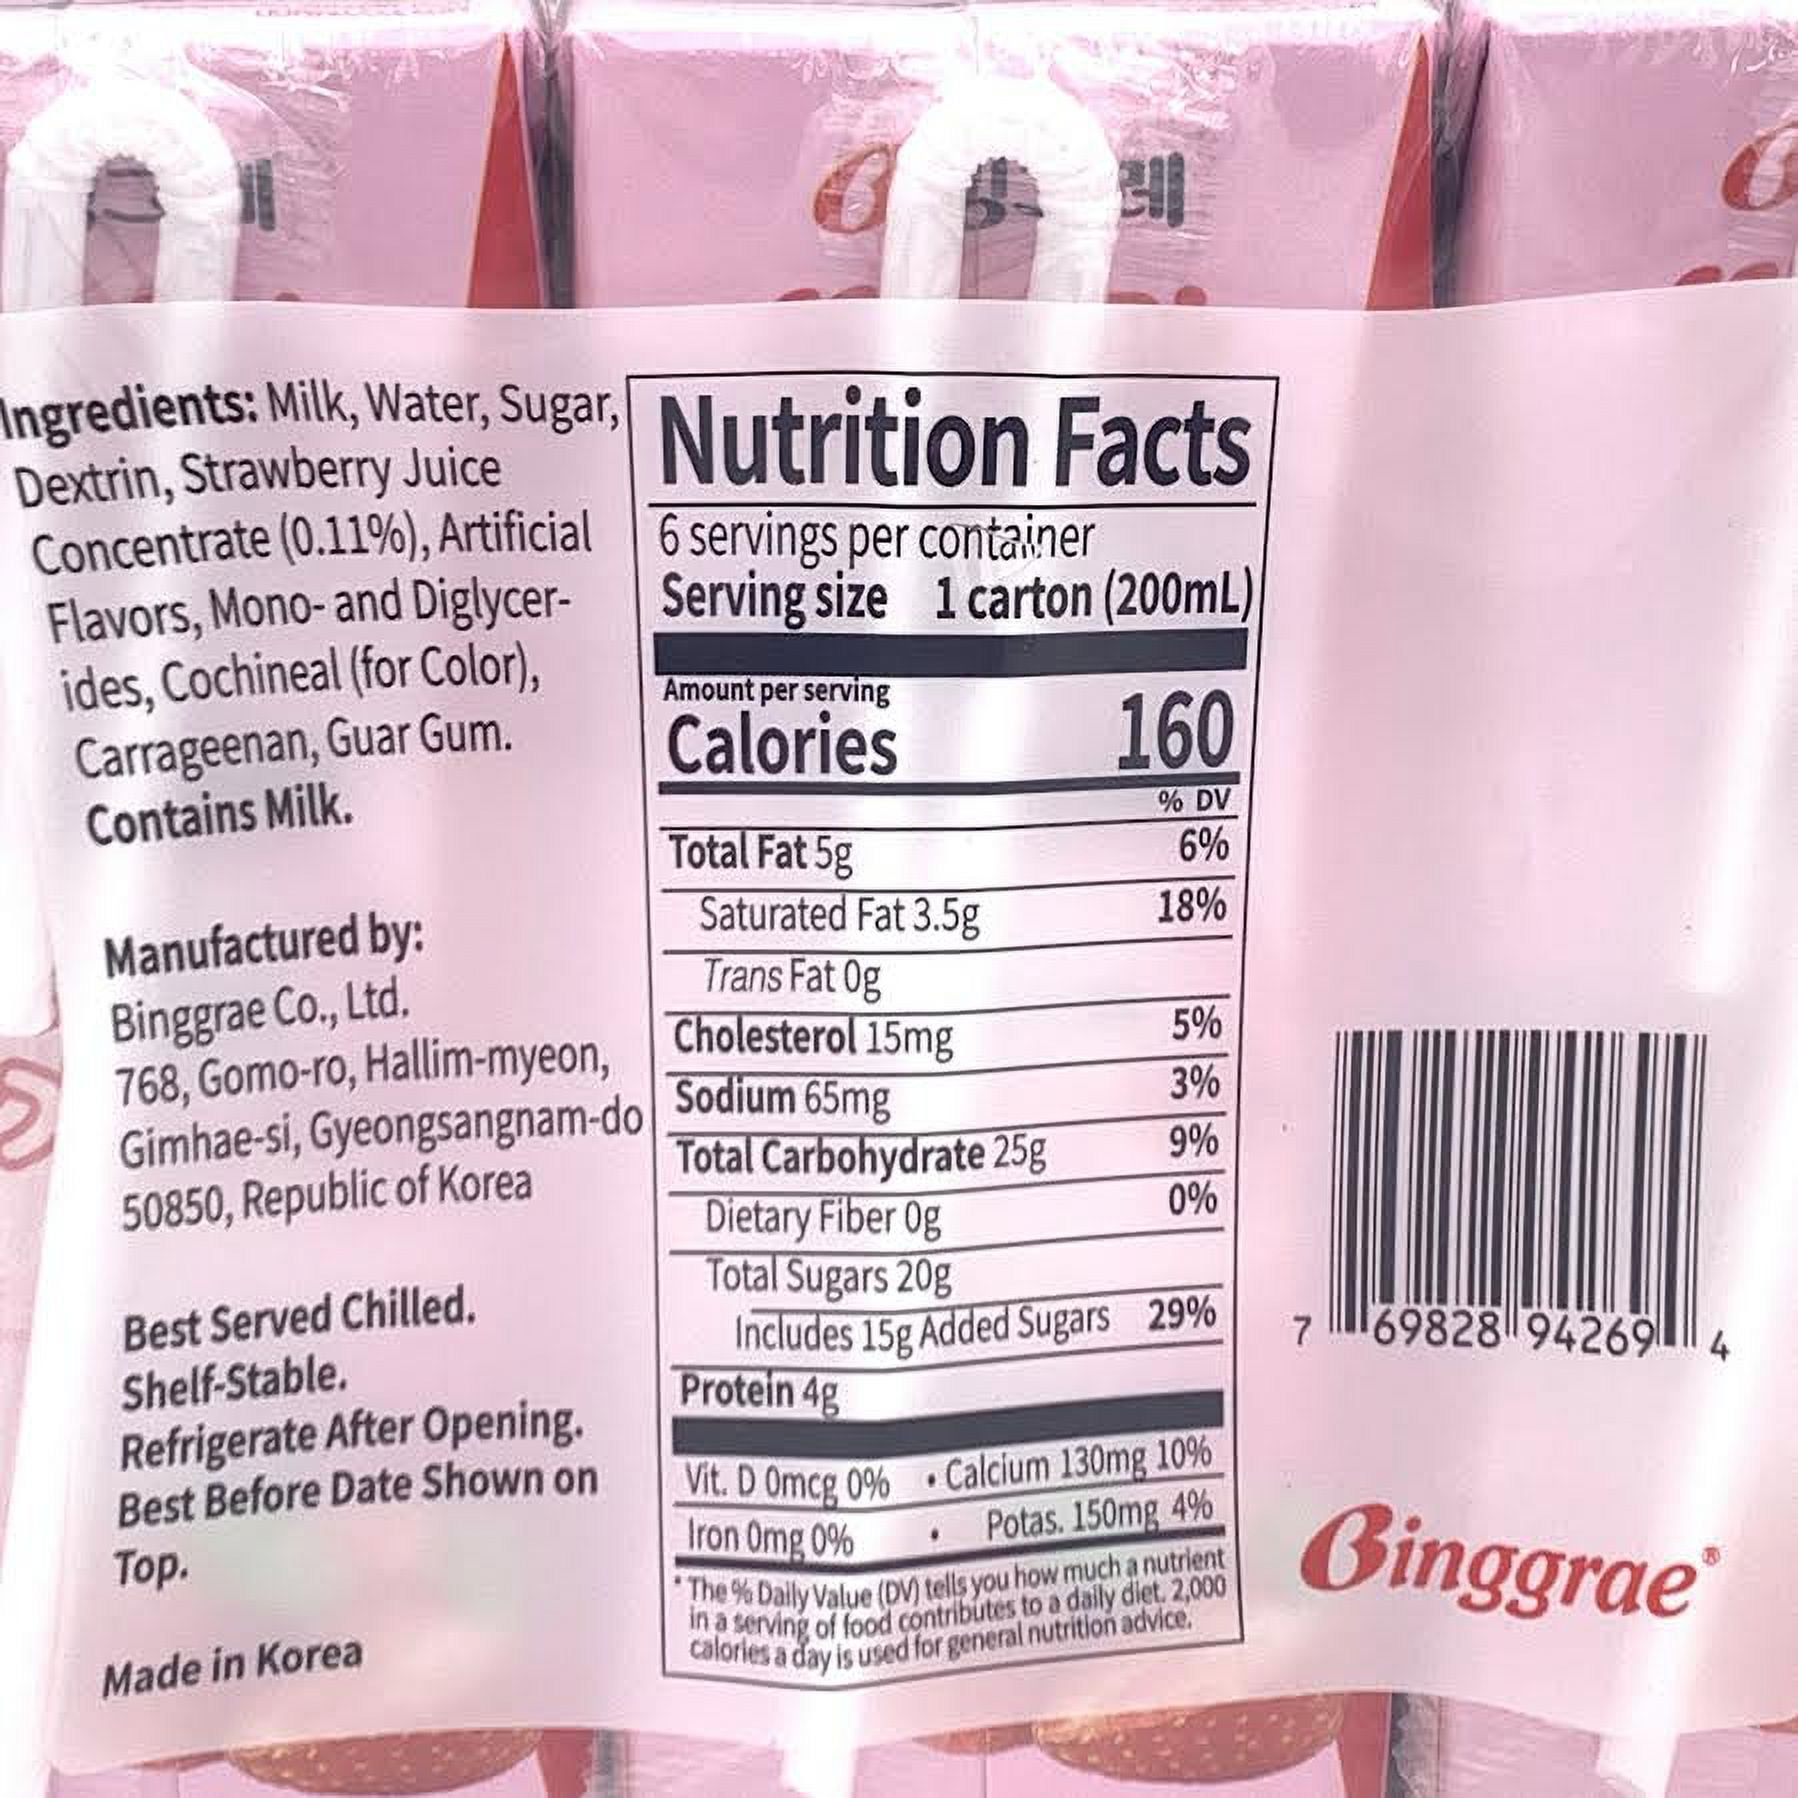 Ingredients: Milk, Water, Sugar,
Dextrin, Strawberry Juice
Concentrate (0.11%), Artificial
Flavors, Mono- and Diglycer-
ides, Cochineal (for Color),
Carrageenan, Guar Gum.
Contains Milk.
Manufactured by:
Binggrae Co., Ltd.
768, Gomo-ro, Hallim-myeon,
Gimhae-si, Gyeongsangnam-do
50850, Republic of Korea
Best Served Chilled.
Shelf-Stable.
Refrigerate After Opening.
Best Before Date Shown on
Top.
Made in Korea
Nutrition Facts
6 servings per container
Serving size 1 carton (200mL)
Amount per serving
Calories 160
% DV
Total Fat 5g 6%
Saturated Fat 3.5g 18%
Trans Fat 0g
Cholesterol 15mg 5%
Sodium 65mg 3%
Total Carbohydrate 25g 9%
Dietary Fiber 0g 0%
Total Sugars 20g
Includes 15g Added Sugars 29%
Protein 4g
Vit. D 0mcg 0% • Calcium 130mg 10%
Iron 0mg 0% • Potas. 150mg 4%
* The % Daily Value (DV) tells you how much a nutrient
in a serving of food contributes to a daily diet. 2,000
calories a day is used for general nutrition advice.
7 69828 94269 4
Binggrae®